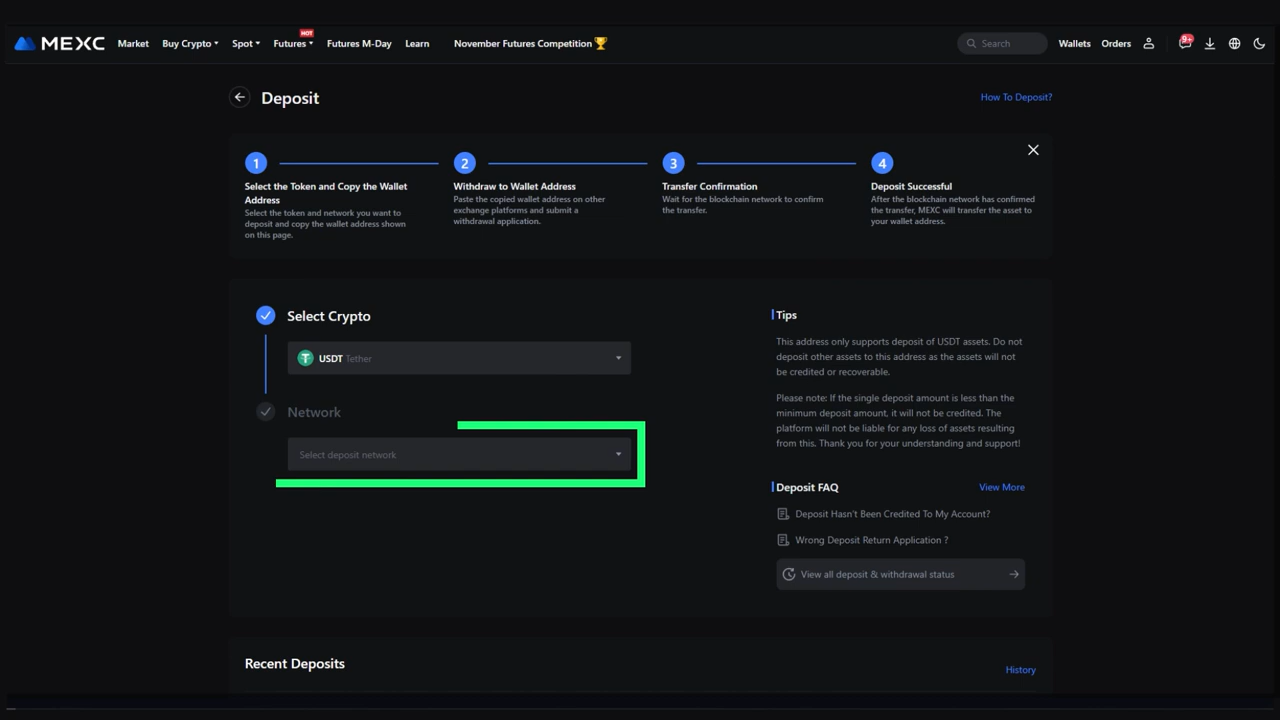 MEXC Market Buy Crypto Spot Futures HOT Futures M-Day Learn November Futures Competition Search Wallets Orders 9+
Deposit
How To Deposit?
1 2 3 4
Select the Token and Copy the Wallet
Address
Select the token and network you want to
deposit and copy the wallet address shown
on this page.
Withdraw to Wallet Address
Paste the copied wallet address on other
exchange platforms and submit a
withdrawal application.
Transfer Confirmation
Wait for the blockchain network to confirm
the transfer.
Deposit Successful
After the blockchain network has confirmed
the transfer, MEXC will transfer the asset to
your wallet address.
Select Crypto
USDT Tether
Network
Select deposit network
Tips
This address only supports deposit of USDT assets. Do not
deposit other assets to this address as the assets will not
be credited or recoverable.
Please note: If the single deposit amount is less than the
minimum deposit amount, it will not be credited. The
platform will not be liable for any loss of assets resulting
from this. Thank you for your understanding and support!
Deposit FAQ
View More
Deposit Hasn't Been Credited To My Account?
Wrong Deposit Return Application ?
View all deposit & withdrawal status
Recent Deposits
History